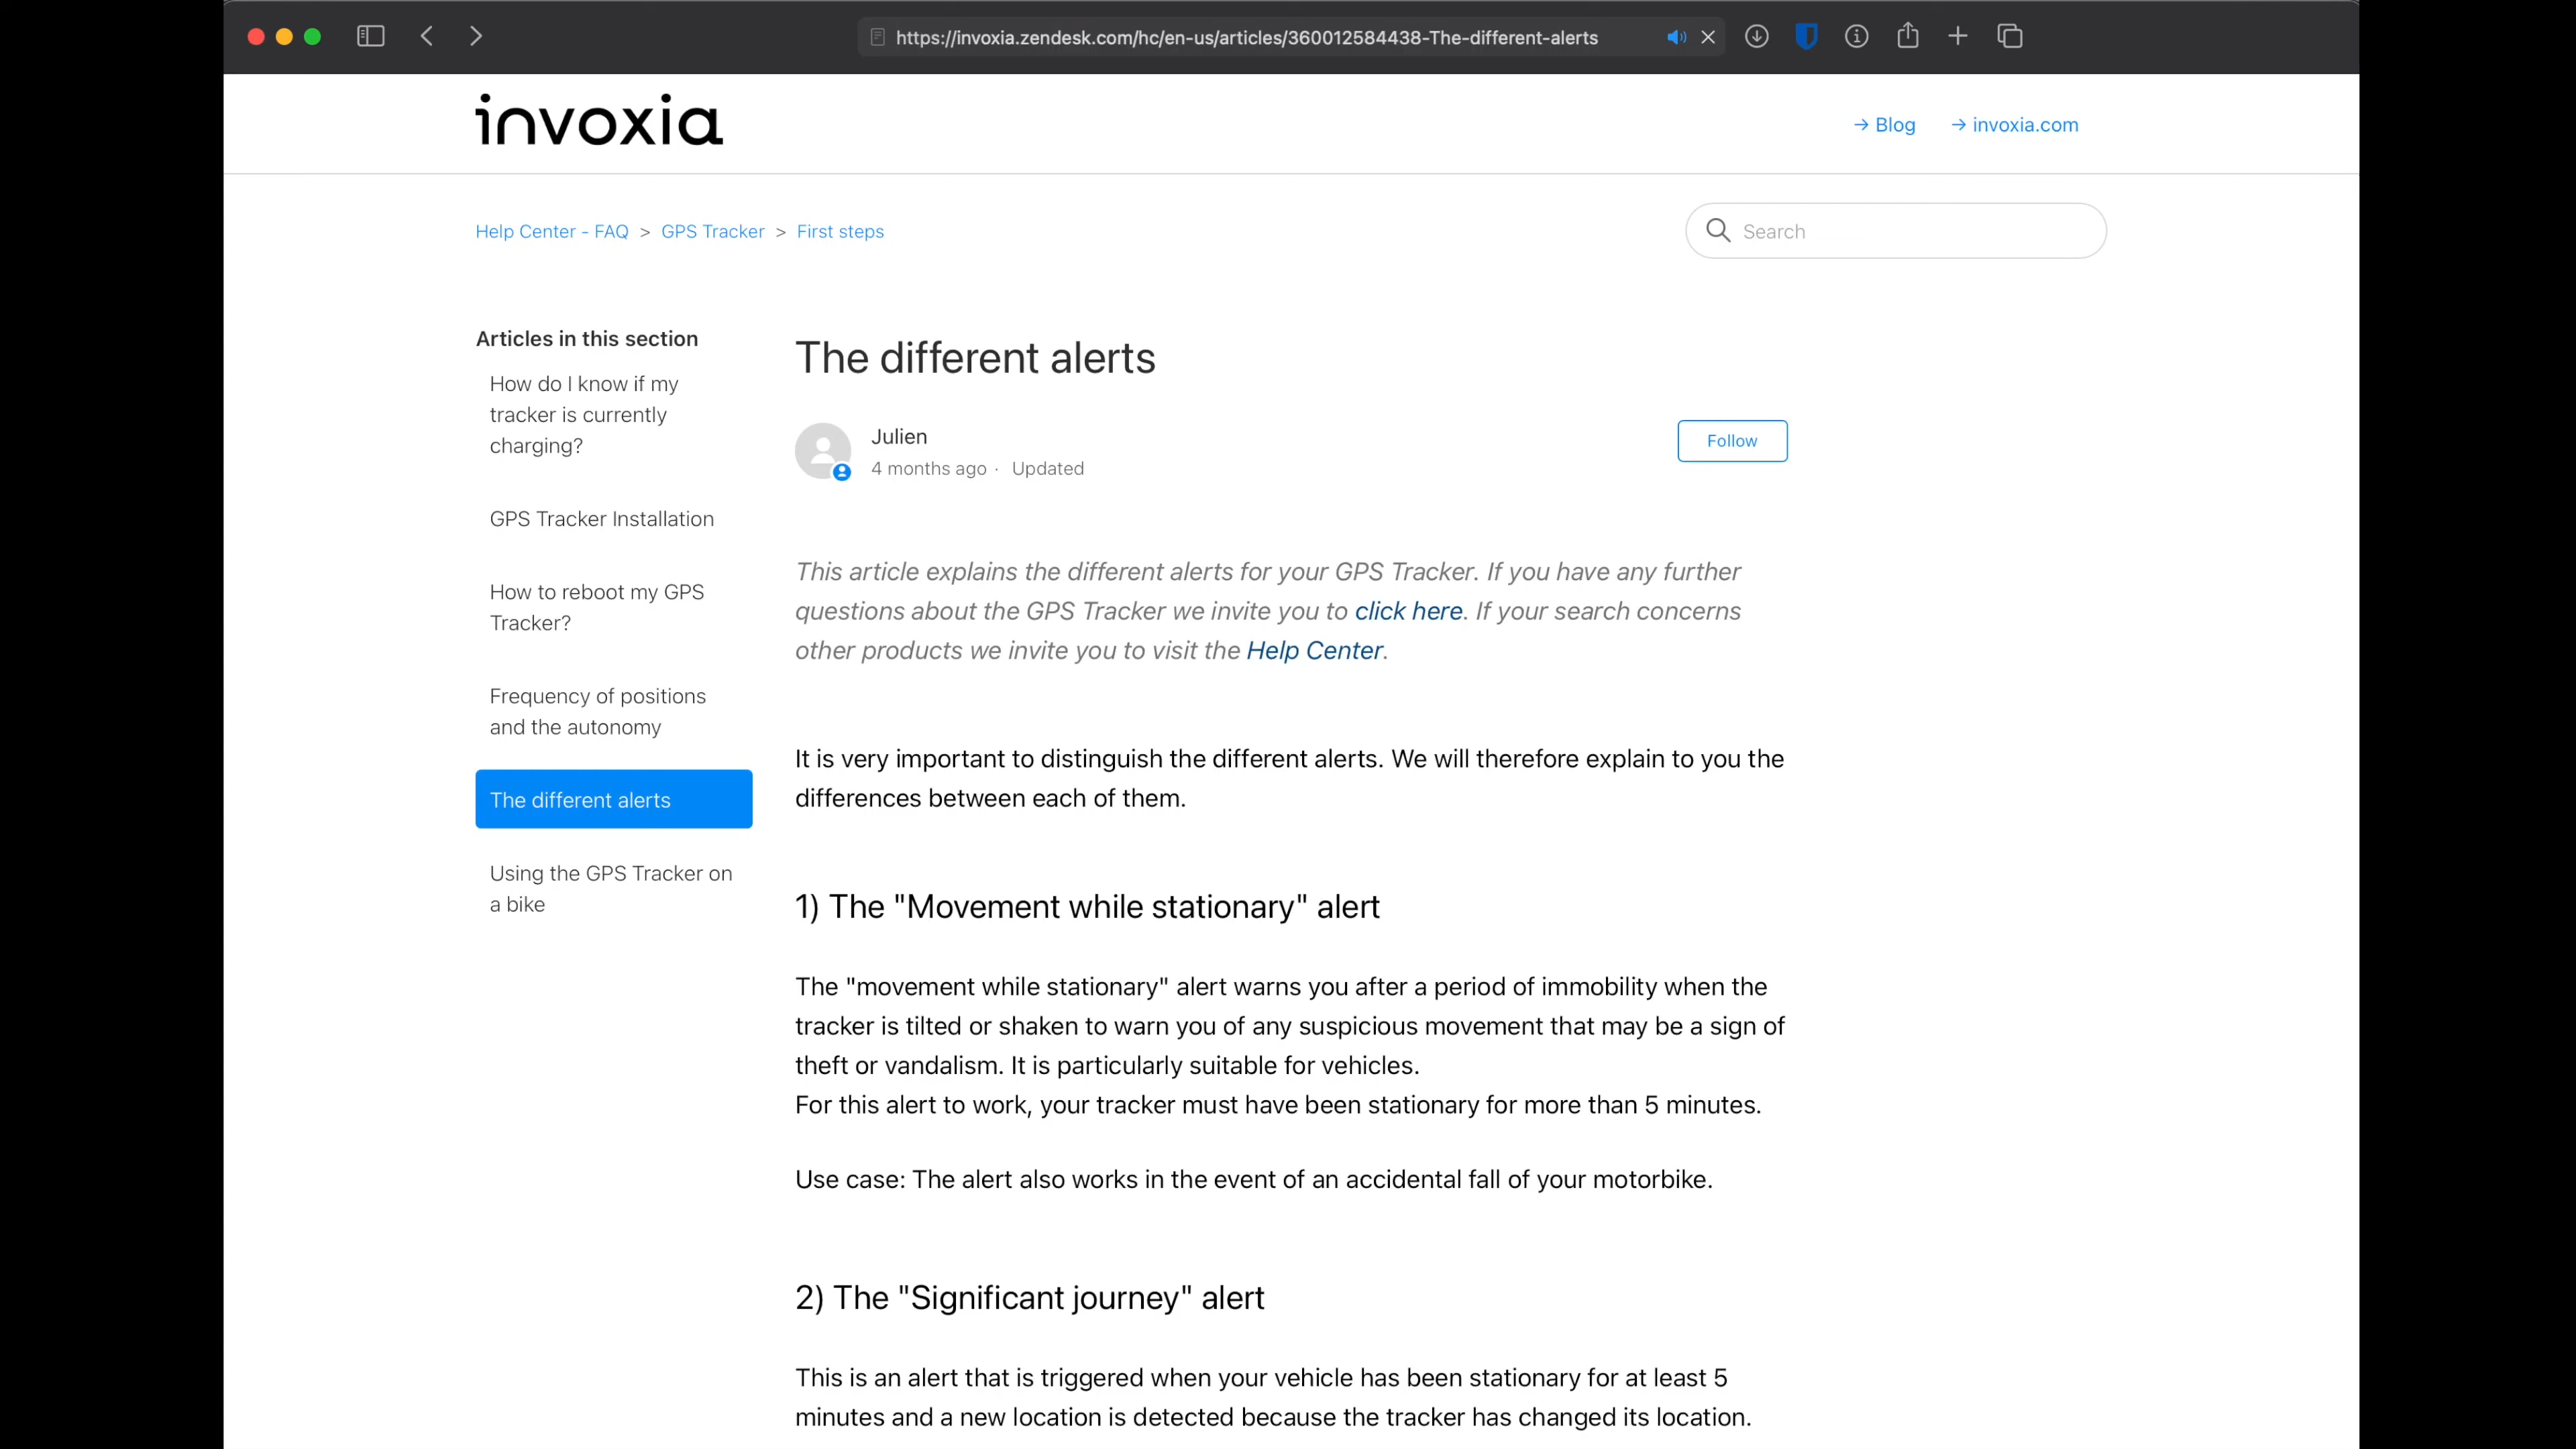 https://invoxia.zendesk.com/hc/en-us/articles/360012584438-The-different-alerts
invoxia
→ Blog
→ invoxia.com
Help Center - FAQ > GPS Tracker > First steps
Search
Articles in this section
How do I know if my
tracker is currently
charging?
GPS Tracker Installation
How to reboot my GPS
Tracker?
Frequency of positions
and the autonomy
The different alerts
Using the GPS Tracker on
a bike
The different alerts
Julien
4 months ago · Updated
Follow
This article explains the different alerts for your GPS Tracker. If you have any further
questions about the GPS Tracker we invite you to click here. If your search concerns
other products we invite you to visit the Help Center.
It is very important to distinguish the different alerts. We will therefore explain to you the
differences between each of them.
1) The "Movement while stationary" alert
The "movement while stationary" alert warns you after a period of immobility when the
tracker is tilted or shaken to warn you of any suspicious movement that may be a sign of
theft or vandalism. It is particularly suitable for vehicles.
For this alert to work, your tracker must have been stationary for more than 5 minutes.
Use case: The alert also works in the event of an accidental fall of your motorbike.
2) The "Significant journey" alert
This is an alert that is triggered when your vehicle has been stationary for at least 5
minutes and a new location is detected because the tracker has changed its location.